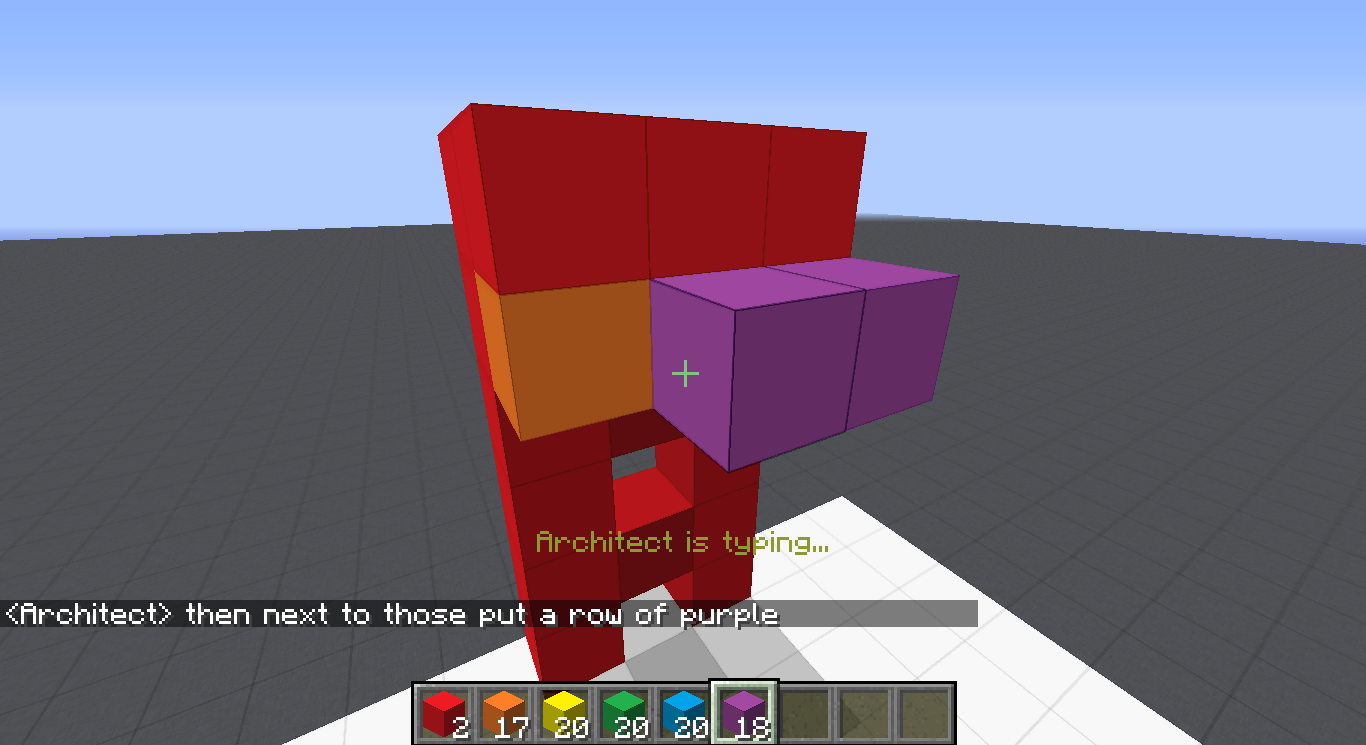 Architect is typing...
<Architect> then next to those put a row of purple
2 17 20 20 20 18